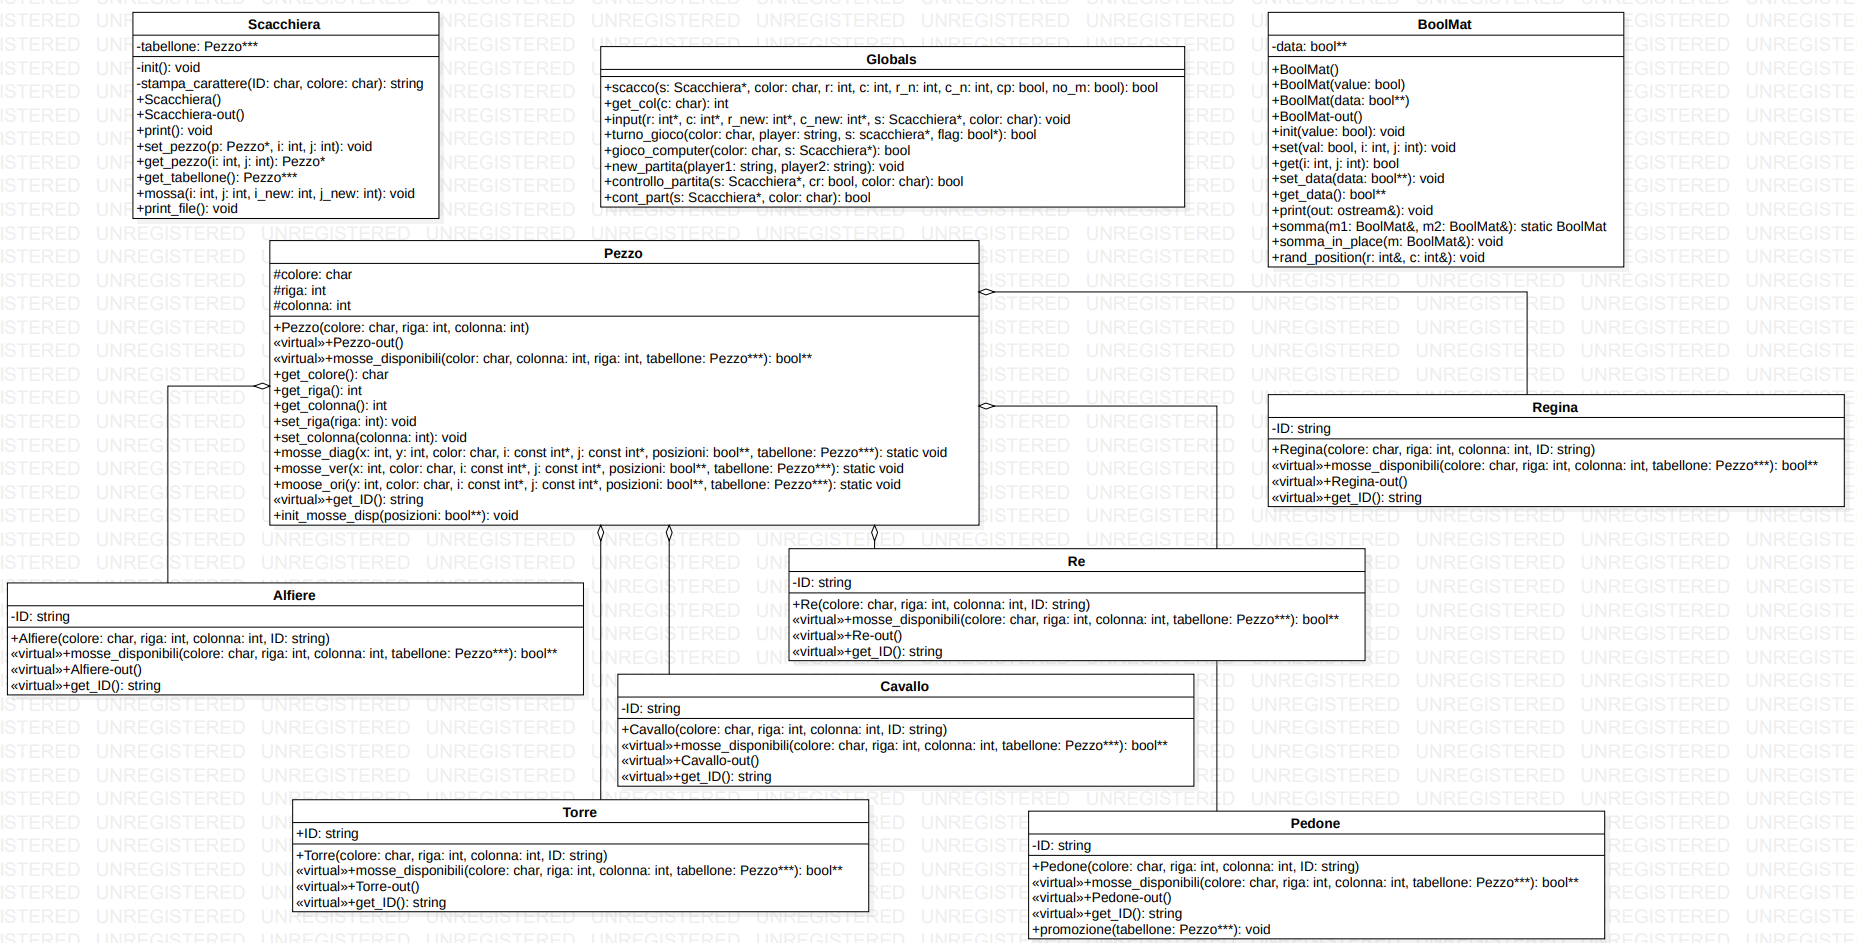 Scacchiera
-tabellone: Pezzo***
-init(): void
-stampa_carattere(ID: char, colore: char): string
+Scacchiera()
+Scacchiera-out()
+print(): void
+set_pezzo(p: Pezzo*, i: int, j: int): void
+get_pezzo(i: int, j: int): Pezzo*
+get_tabellone(): Pezzo***
+mossa(i: int, j: int, i_new: int, j_new: int): void
+print_file(): void
Globals
+scacco(s: Scacchiera*, color: char, r: int, c: int, r_n: int, c_n: int, cp: bool, no_m: bool): bool
+get_col(c: char): int
+input(r: int*, c: int*, r_new: int*, c_new: int*, s: Scacchiera*, color: char): void
+turno_gioco(color: char, player: string, s: scacchiera*, flag: bool*): bool
+gioco_computer(color: char, s: Scacchiera*): bool
+new_partita(player1: string, player2: string): void
+controllo_partita(s: Scacchiera*, cr: bool, color: char): bool
+cont_part(s: Scacchiera*, color: char): bool
BoolMat
-data: bool**
+BoolMat()
+BoolMat(value: bool)
+BoolMat(data: bool**)
+BoolMat-out()
+init(value: bool): void
+set(val: bool, i: int, j: int): void
+get(i: int, j: int): bool
+set_data(data: bool**): void
+get_data(): bool**
+print(out: ostream&): void
+somma(m1: BoolMat&, m2: BoolMat&): static BoolMat
+somma_in_place(m: BoolMat&): void
+rand_position(r: int&, c: int&): void
Pezzo
#colore: char
#riga: int
#colonna: int
+Pezzo(colore: char, riga: int, colonna: int)
«virtual»+Pezzo-out()
«virtual»+mosse_disponibili(color: char, colonna: int, riga: int, tabellone: Pezzo***): bool**
+get_colore(): char
+get_riga(): int
+get_colonna(): int
+set_riga(riga: int): void
+set_colonna(colonna: int): void
+mosse_diag(x: int, y: int, color: char, i: const int*, j: const int*, posizioni: bool**, tabellone: Pezzo***): static void
+mosse_ver(x: int, color: char, i: const int*, j: const int*, posizioni: bool**, tabellone: Pezzo***): static void
+moose_ori(y: int, color: char, i: const int*, j: const int*, posizioni: bool**, tabellone: Pezzo***): static void
«virtual»+get_ID(): string
+init_mosse_disp(posizioni: bool**): void
Regina
-ID: string
+Regina(colore: char, riga: int, colonna: int, ID: string)
«virtual»+mosse_disponibili(colore: char, riga: int, colonna: int, tabellone: Pezzo***): bool**
«virtual»+Regina-out()
«virtual»+get_ID(): string
Re
-ID: string
+Re(colore: char, riga: int, colonna: int, ID: string)
«virtual»+mosse_disponibili(colore: char, riga: int, colonna: int, tabellone: Pezzo***): bool**
«virtual»+Re-out()
«virtual»+get_ID(): string
Alfiere
-ID: string
+Alfiere(colore: char, riga: int, colonna: int, ID: string)
«virtual»+mosse_disponibili(colore: char, riga: int, colonna: int, tabellone: Pezzo***): bool**
«virtual»+Alfiere-out()
«virtual»+get_ID(): string
Cavallo
-ID: string
+Cavallo(colore: char, riga: int, colonna: int, ID: string)
«virtual»+mosse_disponibili(colore: char, riga: int, colonna: int, tabellone: Pezzo***): bool**
«virtual»+Cavallo-out()
«virtual»+get_ID(): string
Torre
+ID: string
+Torre(colore: char, riga: int, colonna: int, ID: string)
«virtual»+mosse_disponibili(colore: char, riga: int, colonna: int, tabellone: Pezzo***): bool**
«virtual»+Torre-out()
«virtual»+get_ID(): string
Pedone
-ID: string
+Pedone(colore: char, riga: int, colonna: int, ID: string)
«virtual»+mosse_disponibili(colore: char, riga: int, colonna: int, tabellone: Pezzo***): bool**
«virtual»+Pedone-out()
«virtual»+get_ID(): string
+promozione(tabellone: Pezzo***): void